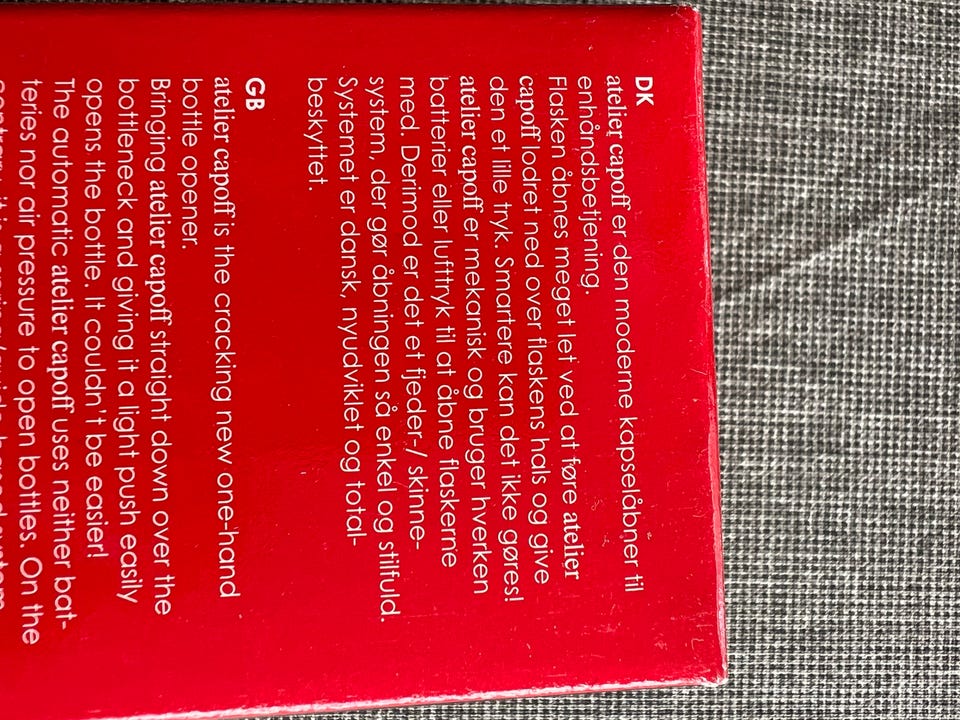 DK
atelier capoff er den moderne kapselåbner til
enhåndsbetjening.
Flasken åbnes meget let ved at føre atelier
capoff lodret ned over flaskens hals og give
den et lille tryk. Smartere kan det ikke gøres!
atelier capoff er mekanisk og bruger hverken
batterier eller lufttryk til at åbne flaskerne
med. Derimod er det et fjeder-/ skinne-
system, der gør åbningen så enkel og stilfuld.
Systemet er dansk, nyudviklet og total-
beskyttet.
GB
atelier capoff is the cracking new one-hand
bottle opener.
Bringing atelier capoff straight down over the
bottleneck and giving it a light push easily
opens the bottle. It couldn't be easier!
The automatic atelier capoff uses neither bat-
teries nor air pressure to open bottles. On the